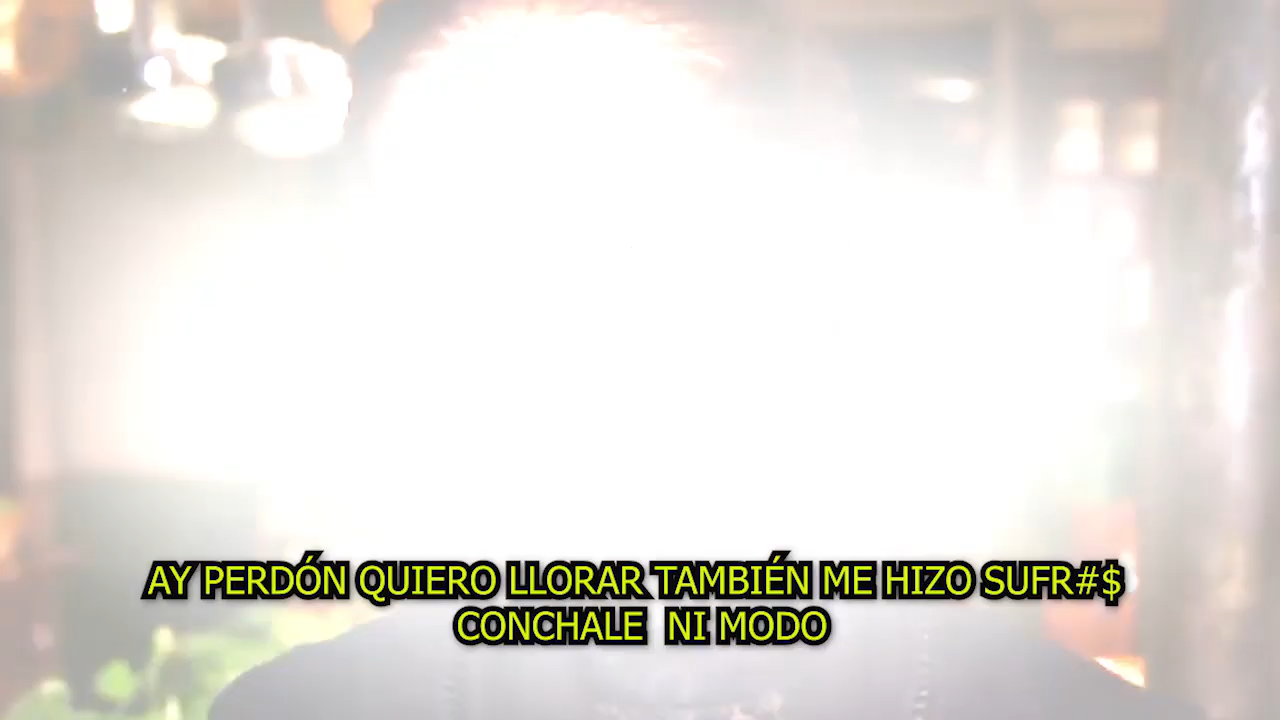 AY PERDÓN QUIERO LLORAR TAMBIÉN ME HIZO SUFR#$
CONCHALE NI MODO